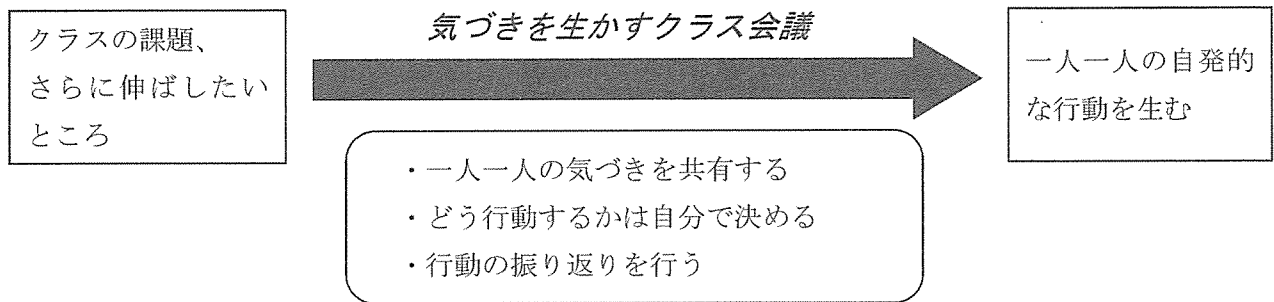 クラスの課題、
さらに伸ばしたい
ところ
気づきを生かすクラス会議
・一人一人の気づきを共有する
・どう行動するかは自分で決める
・行動の振り返りを行う
一人一人の自発的
な行動を生む